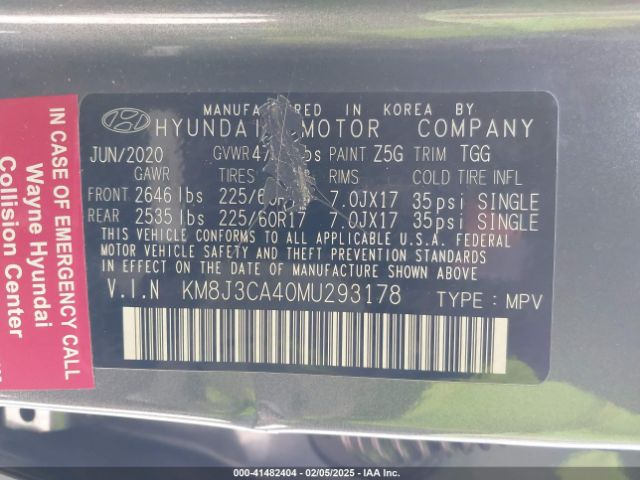 MANUFACTURED IN KOREA BY
HYUNDAI MOTOR COMPANY
JUN/2020 GVWR PAINT Z5G TRIM TGG
GAWR TIRES RIMS COLD TIRE INFL
FRONT 2646 lbs 7.0JX17 35psi SINGLE
REAR 2535 lbs 225/60R17 7.0JX17 35psi SINGLE
THIS VEHICLE CONFORMS TO ALL APPLICABLE U.S.A. FEDERAL
MOTOR VEHICLE SAFETY AND THEFT PREVENTION STANDARDS
IN EFFECT ON THE DATE OF MANUFACTURE SHOWN ABOVE.
V.I.N KM8J3CA40MU293178 TYPE : MPV
IN CASE OF EMERGENCY CALL
Wayne Hyundai
Collision Center
000-41482404 - 02/05/2025 - IAA Inc.